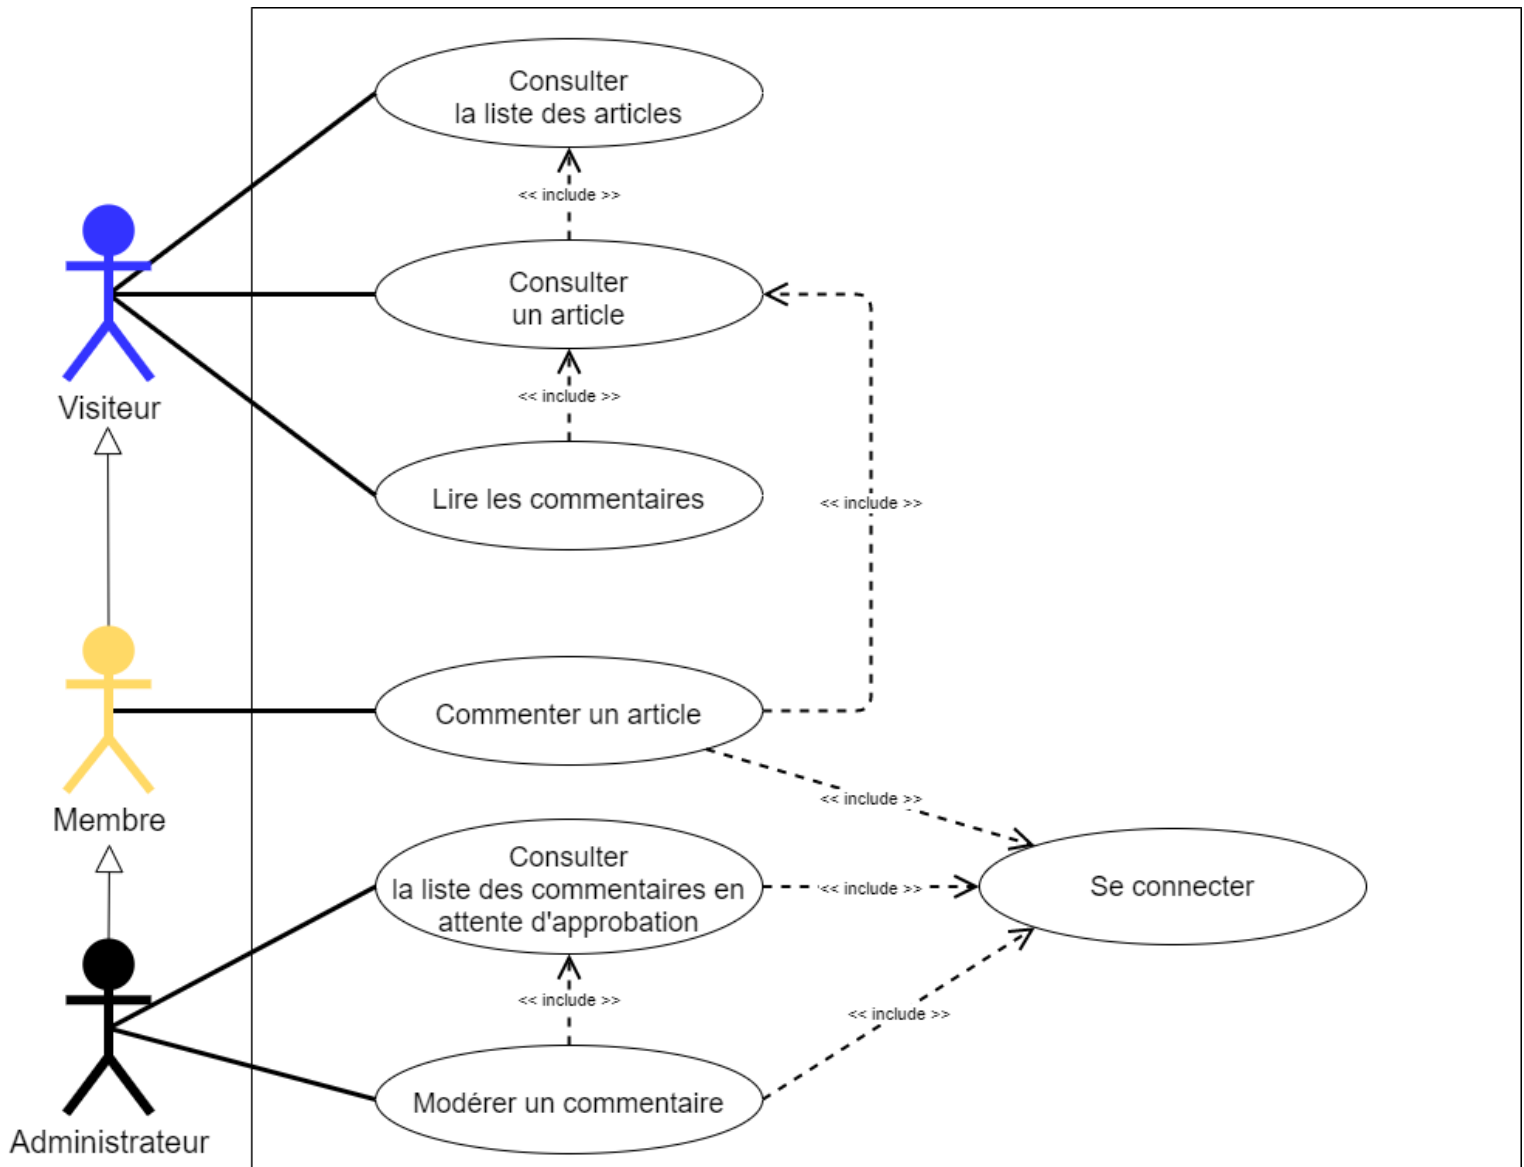 Consulter
la liste des articles
<< include >>
Consulter
un article
<< include >>
Visiteur
Lire les commentaires
<< include >>
Commenter un article
<< include >>
Membre
Consulter
la liste des commentaires en
attente d'approbation
<< include >>
Se connecter
<< include >>
<< include >>
Modérer un commentaire
Administrateur